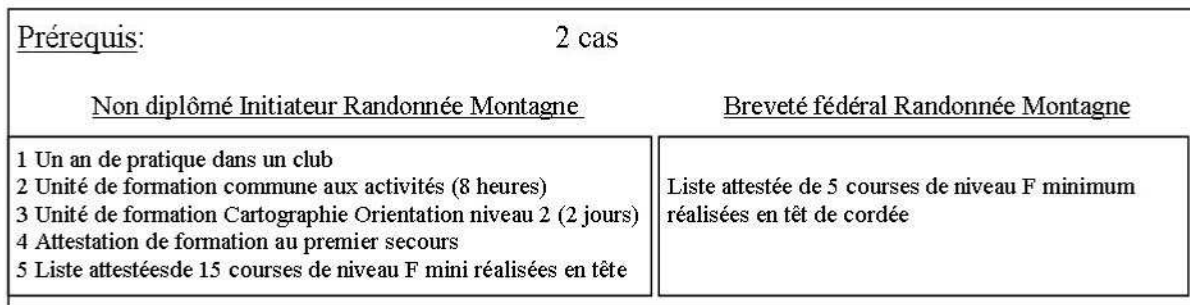 Prérequis: 2 cas
Non diplômé Initiateur Randonnée Montagne
Breveté fédéral Randonnée Montagne
1 Un an de pratique dans un club
2 Unité de formation commune aux activités (8 heures)
3 Unité de formation Cartographie Orientation niveau 2 (2 jours)
4 Attestation de formation au premier secours
5 Liste attestéesde 15 courses de niveau F mini réalisées en tête
Liste attestée de 5 courses de niveau F minimum
réalisées en têt de cordée